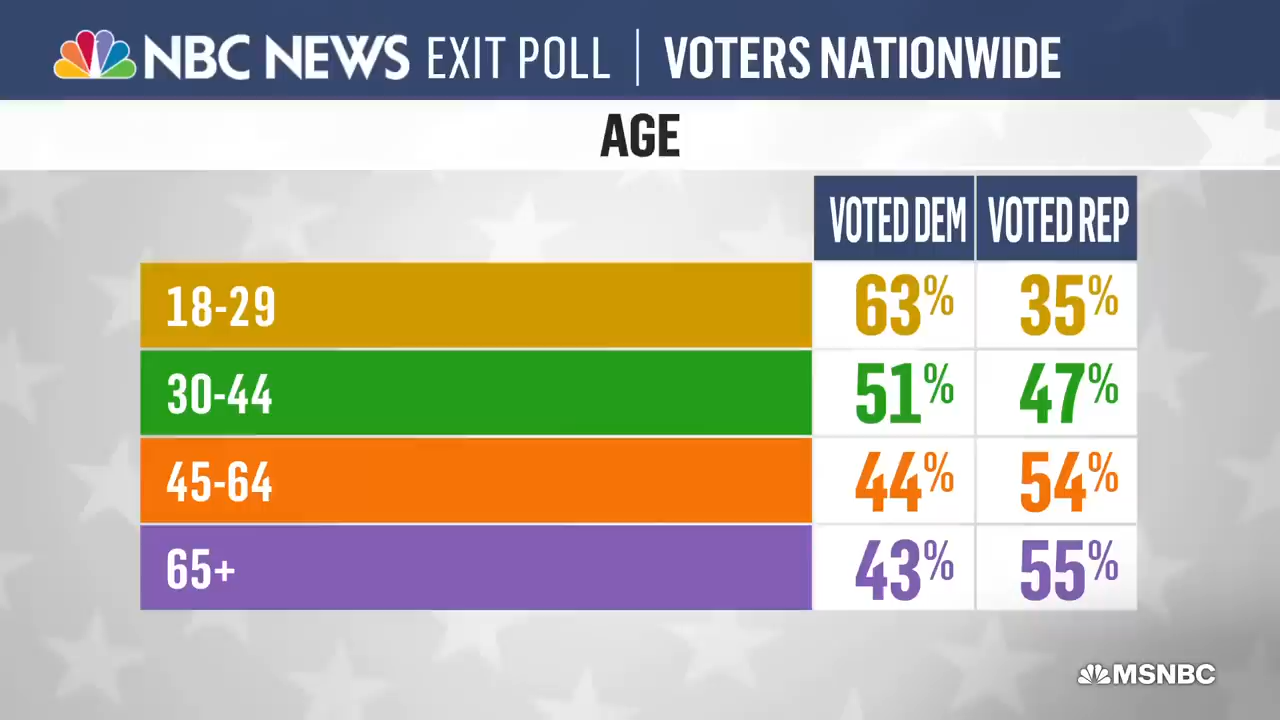 NBC NEWS EXIT POLL | VOTERS NATIONWIDE
AGE
VOTED DEM VOTED REP
18-29 63% 35%
30-44 51% 47%
45-64 44% 54%
65+ 43% 55%
MSNBC